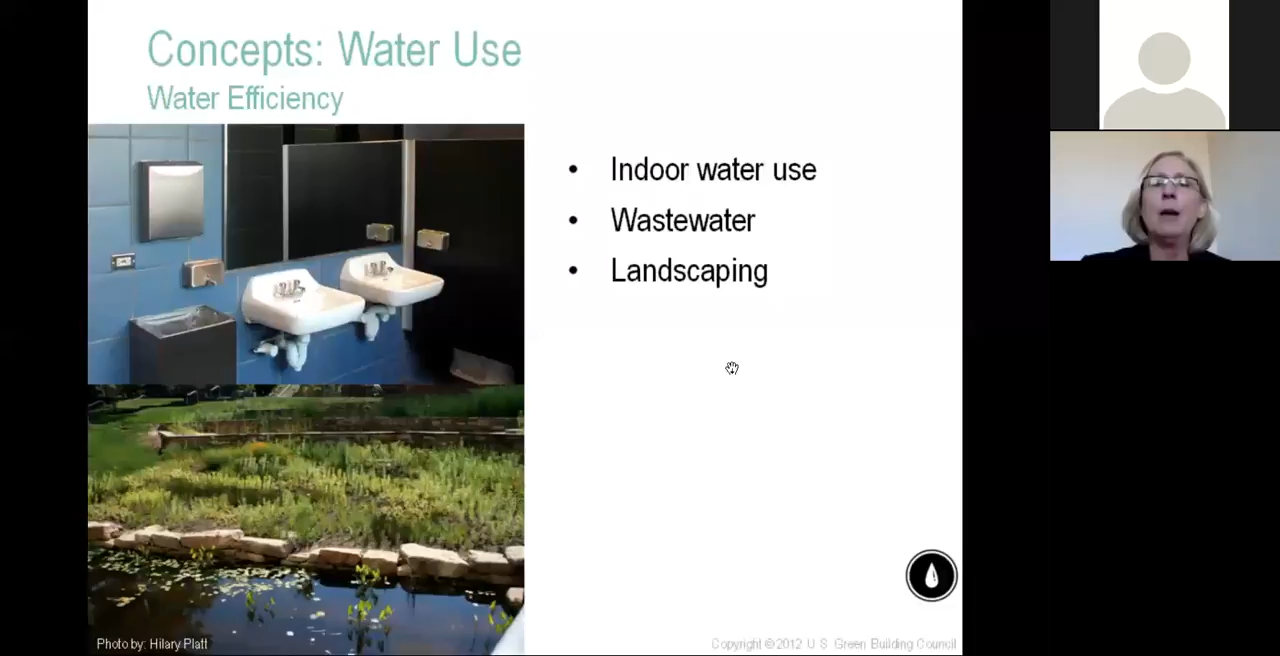 Concepts: Water Use
Water Efficiency
• Indoor water use
• Wastewater
• Landscaping
Photo by: Hilary Platt
Copyright ©2012 U.S. Green Building Council